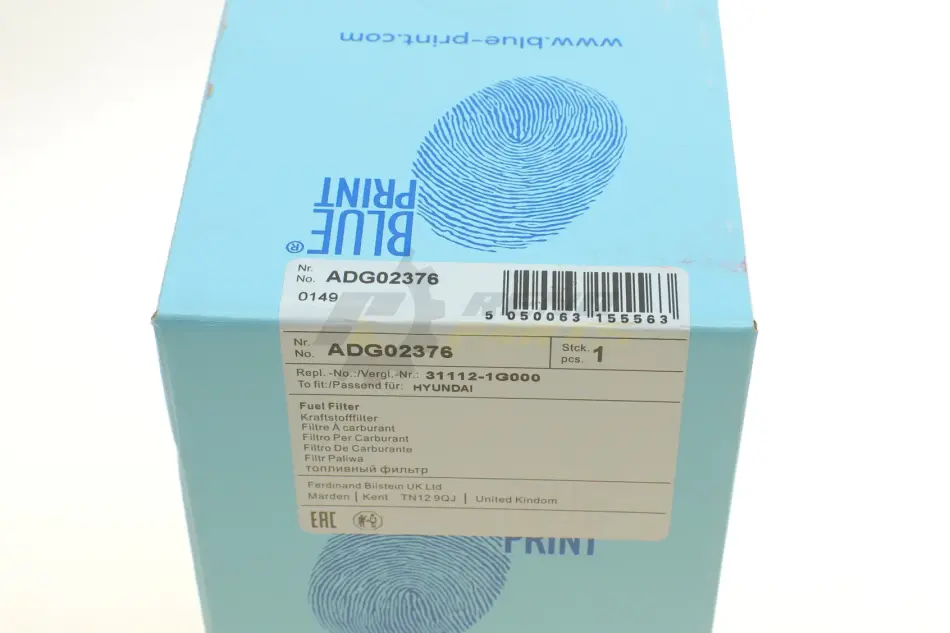 www.blue-print.com
BLUE
PRINT
®
Nr.
No. ADG02376
0149
5 050063 155563
Nr.
No. ADG02376
Stck.
pcs. 1
Repl.-No.:/Vergl.-Nr.: 31112-1G000
To fit:/Passend für: HYUNDAI
Fuel Filter
Kraftstofffilter
Filtre À carburant
Filtro Per Carburant
Filtro De Carburante
Filtr Paliwa
топливный фильтр
Ferdinand Bilstein UK Ltd
Marden | Kent TN12 9QJ | United Kindom
EAC
PRINT